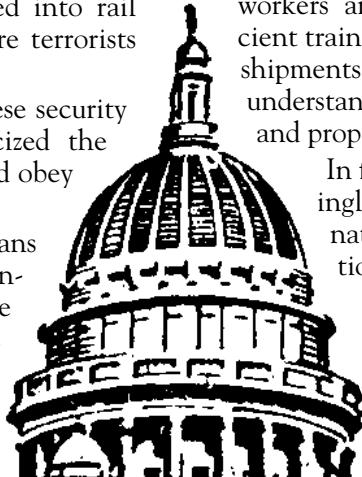 ed into rail
re terrorists
ese security
cized the
d obey
ans
n-
e
workers an
cient train
shipments
understan
and prop
In f
ingl
nat
tio